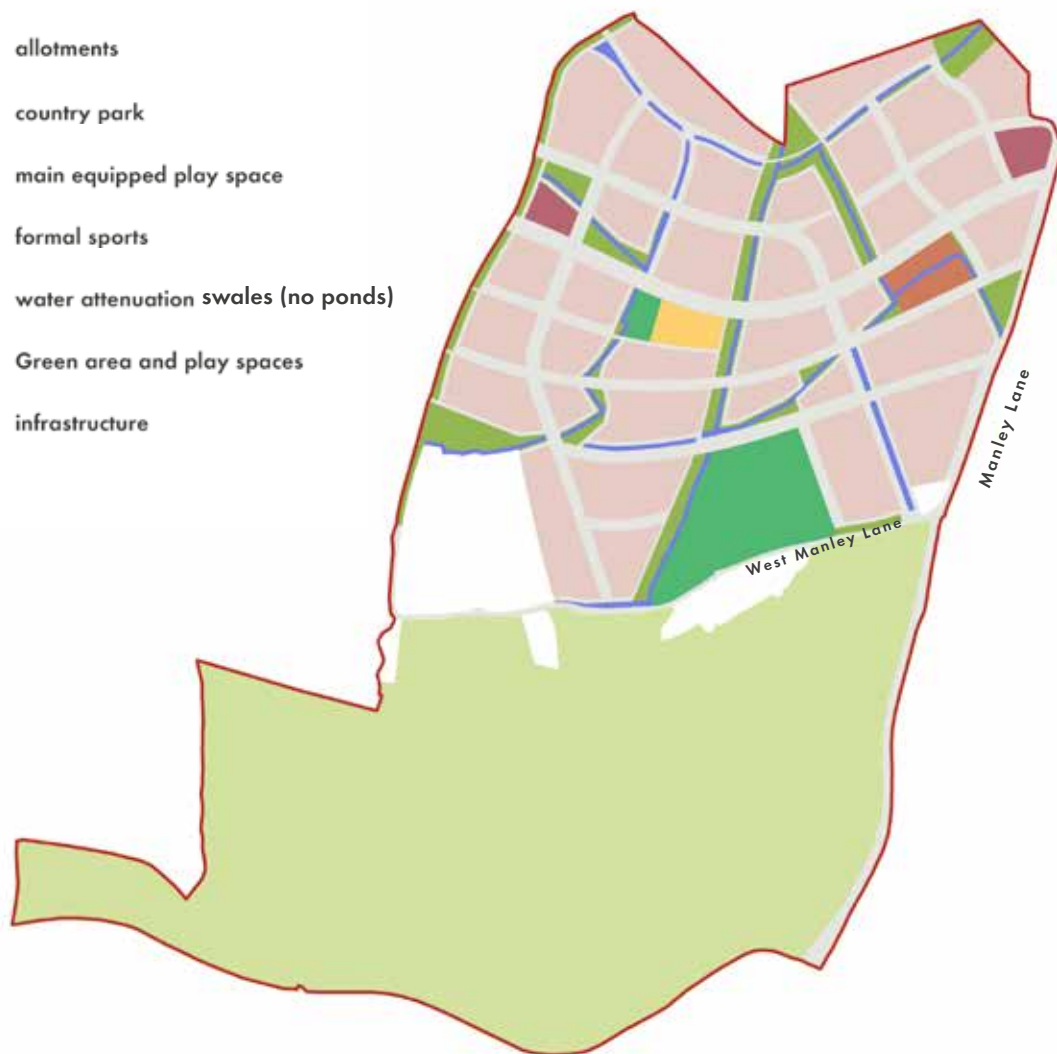 allotments
country park
main equipped play space
formal sports
water attenuation swales (no ponds)
Green area and play spaces
infrastructure
Manley Lane
West Manley Lane